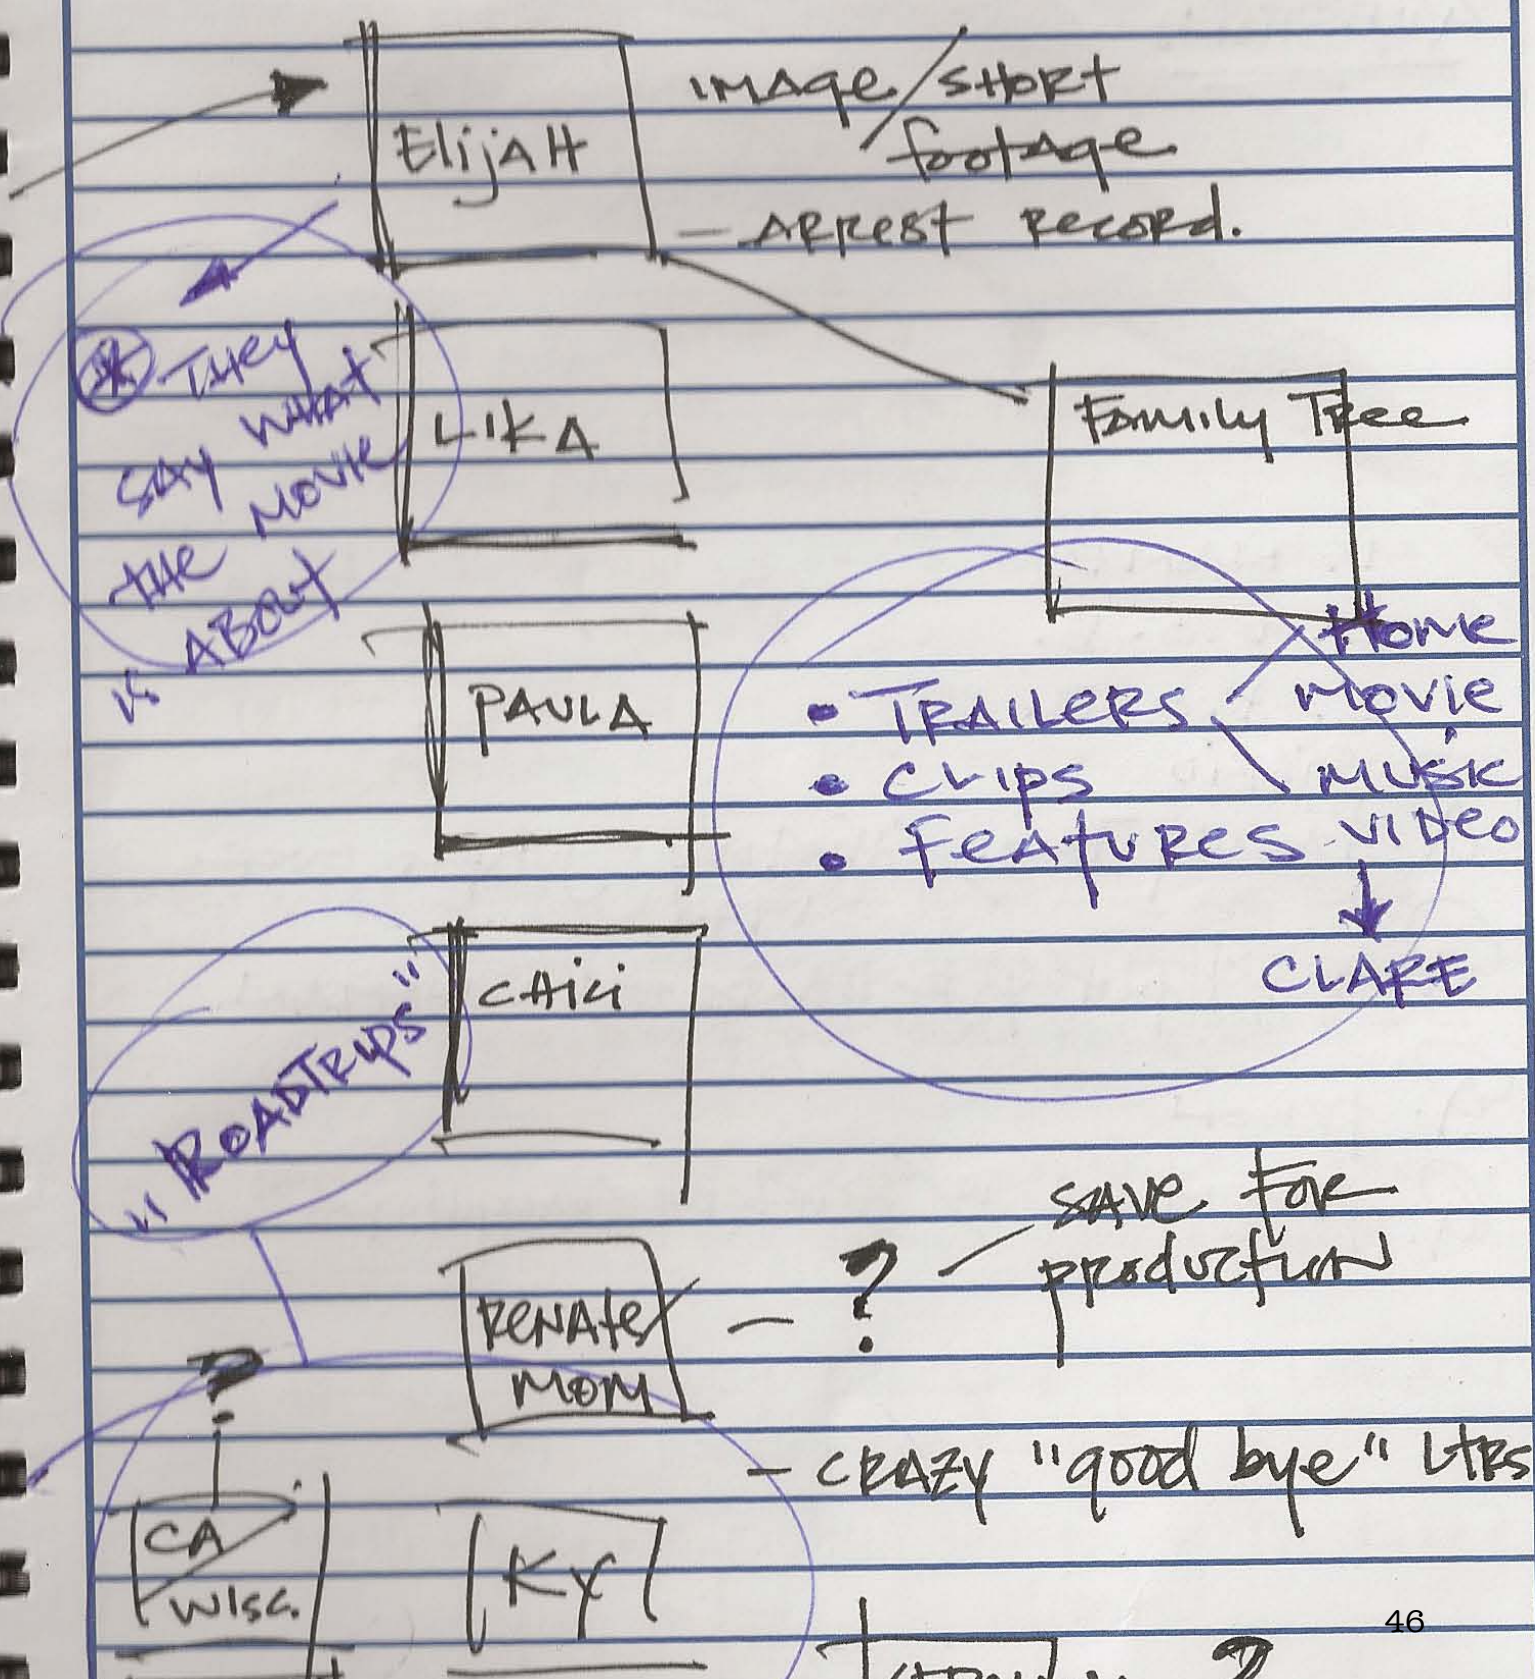 ElijAH
IMAge/SHORT
footAge
- ARRest Record.
* THey
SAY WHAT
THE MOVIE
is ABOUT
LIKA
FAmily Tree
PAULA
• TRAILeRS
• CLIPS
• FeAtuRes
Home
Movie
MUSIC
VIDeo
CLARE
"ROADTRIPS"
CHiCi
ReNAte/
MOM
- ?
SAVe FOR
pRoductioN
- CRAZY "good bye" LtRS
?
CA/
WISC.
Ky
?
46